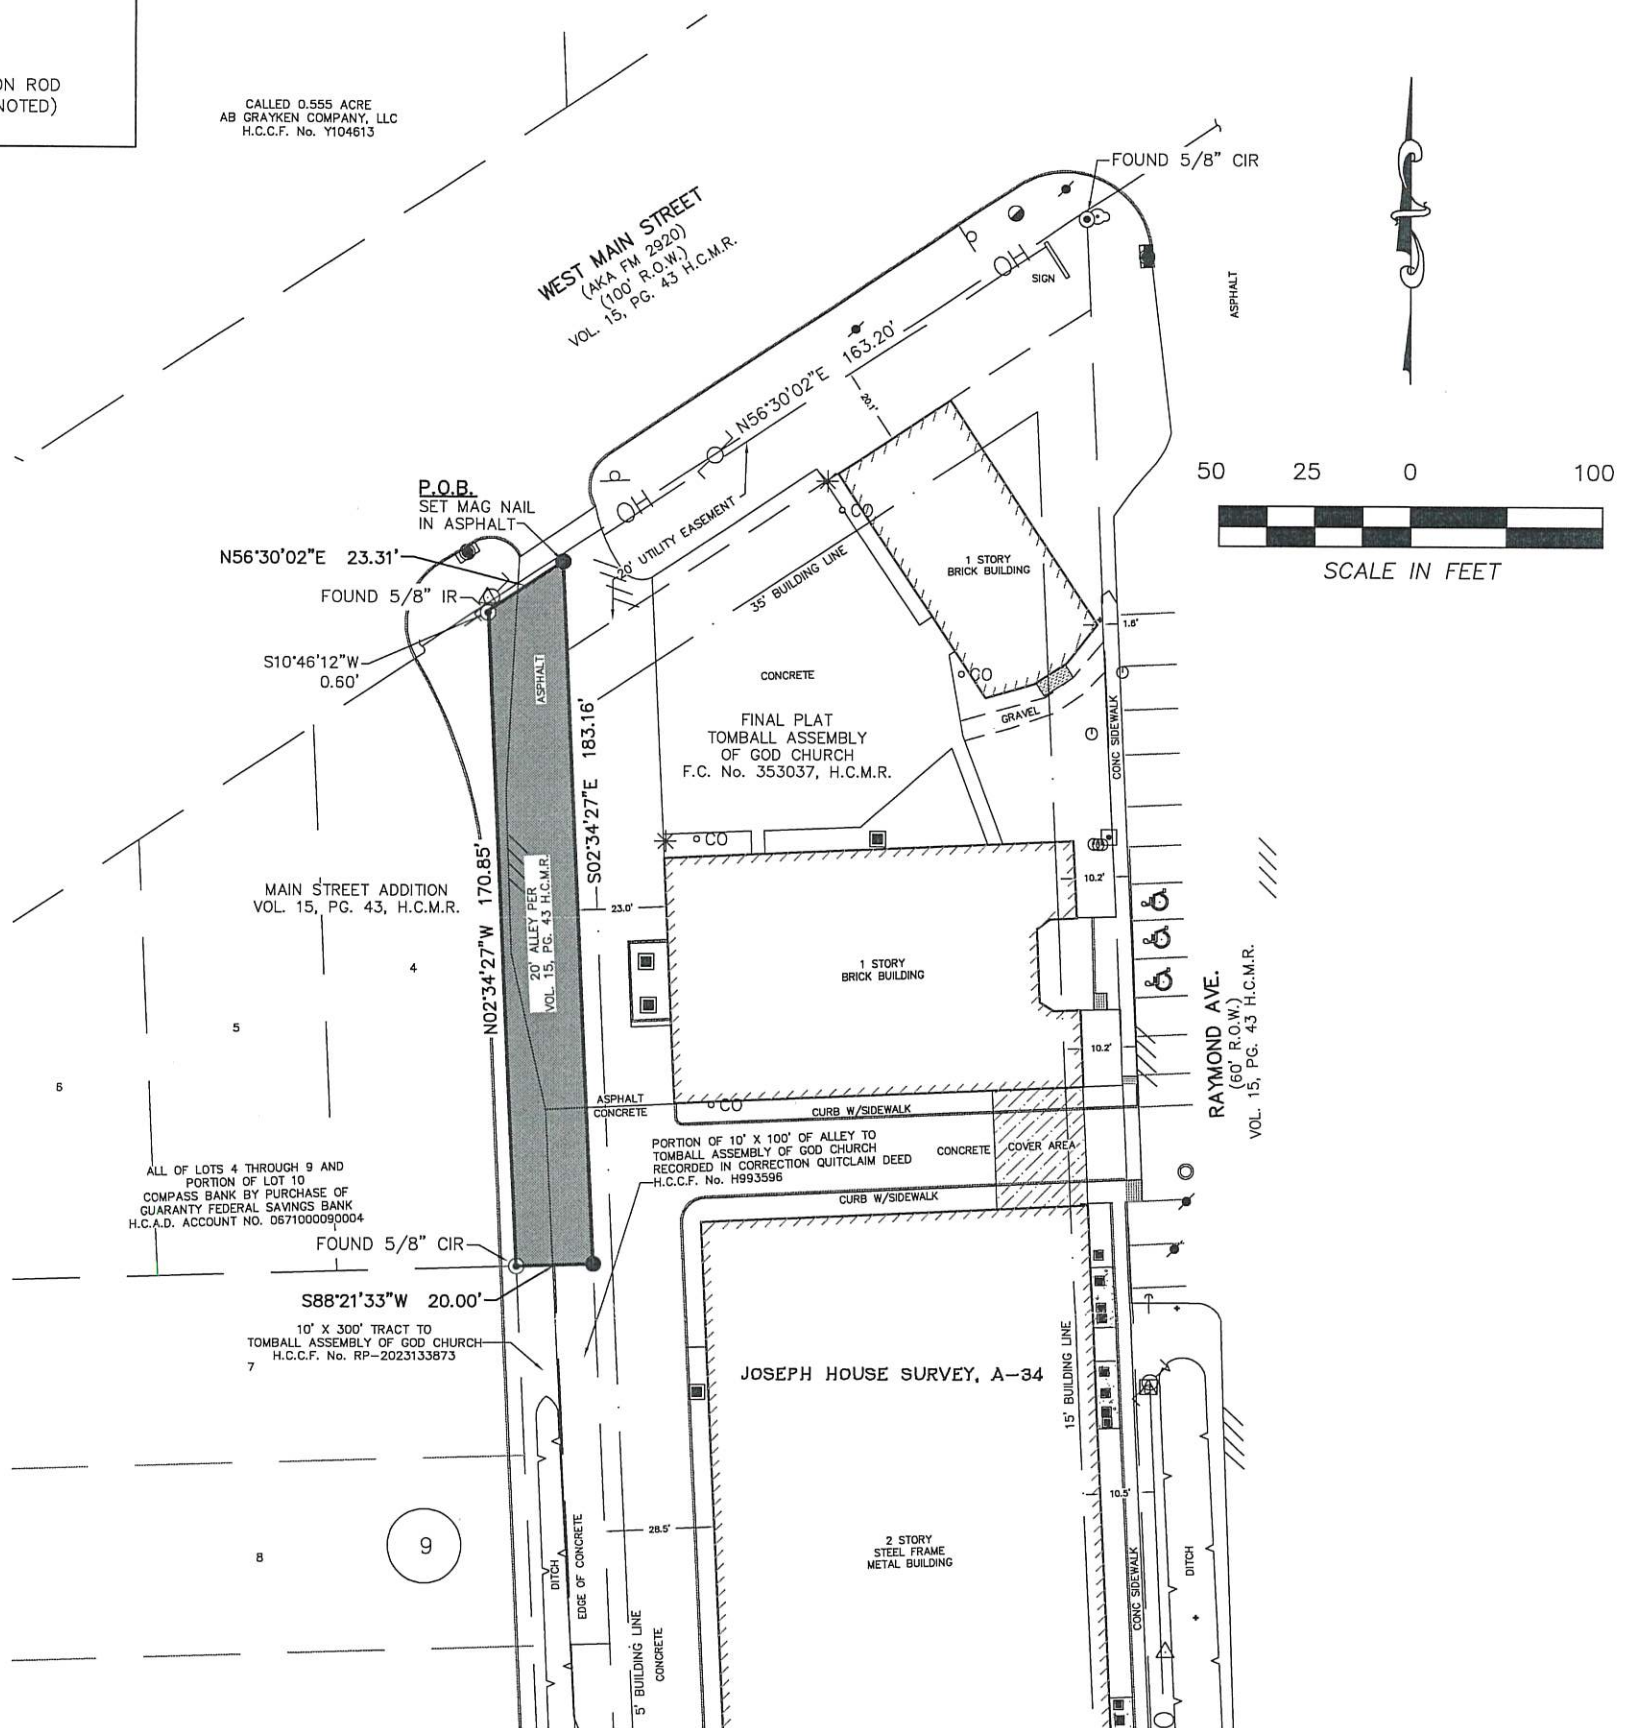 ON ROD
NOTED)
CALLED 0.555 ACRE
AB GRAYKEN COMPANY, LLC
H.C.C.F. No. Y104613
FOUND 5/8" CIR
WEST MAIN STREET
(AKA FM 2920)
(100' R.O.W.)
VOL. 15, PG. 43 H.C.M.R.
OH
SIGN
ASPHALT
N56°30'02"E 163.20'
20.1'
50 25 0 100
SCALE IN FEET
P.O.B.
SET MAG NAIL
IN ASPHALT
OH
20' UTILITY EASEMENT
CO
N56°30'02"E 23.31'
FOUND 5/8" IR
35' BUILDING LINE
1 STORY
BRICK BUILDING
1.6'
S10°46'12"W
0.60'
ASPHALT
CONCRETE
CO
GRAVEL
CONC SIDEWALK
FINAL PLAT
TOMBALL ASSEMBLY
OF GOD CHURCH
F.C. No. 353037, H.C.M.R.
S02°34'27"E 183.16'
CO
N02°34'27"W 170.85'
20' ALLEY PER
VOL. 15, PG. 43 H.C.M.R.
MAIN STREET ADDITION
VOL. 15, PG. 43, H.C.M.R.
23.0'
10.2'
4
5
6
1 STORY
BRICK BUILDING
10.2'
RAYMOND AVE.
(60' R.O.W.)
VOL. 15, PG. 43 H.C.M.R.
ASPHALT
CONCRETE
CO
CURB W/SIDEWALK
PORTION OF 10' X 100' OF ALLEY TO
TOMBALL ASSEMBLY OF GOD CHURCH
RECORDED IN CORRECTION QUITCLAIM DEED
H.C.C.F. No. H993596
CONCRETE
COVER AREA
CURB W/SIDEWALK
ALL OF LOTS 4 THROUGH 9 AND
PORTION OF LOT 10
COMPASS BANK BY PURCHASE OF
GUARANTY FEDERAL SAVINGS BANK
H.C.A.D. ACCOUNT NO. 0671000090004
FOUND 5/8" CIR
S88°21'33"W 20.00'
10' X 300' TRACT TO
TOMBALL ASSEMBLY OF GOD CHURCH
H.C.C.F. No. RP-2023133873
7
JOSEPH HOUSE SURVEY, A-34
15' BUILDING LINE
10.5'
28.5'
9
8
DITCH
EDGE OF CONCRETE
2 STORY
STEEL FRAME
METAL BUILDING
CONC SIDEWALK
DITCH
5' BUILDING LINE
CONCRETE